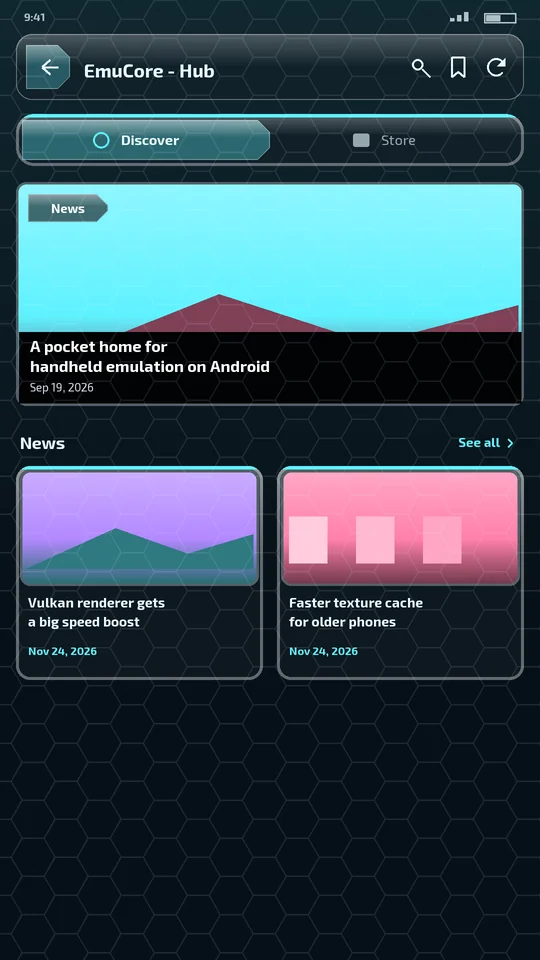 9:41
EmuCore - Hub
Discover
Store
News
A pocket home for
handheld emulation on Android
Sep 19, 2026
News
See all
Vulkan renderer gets
a big speed boost
Nov 24, 2026
Faster texture cache
for older phones
Nov 24, 2026